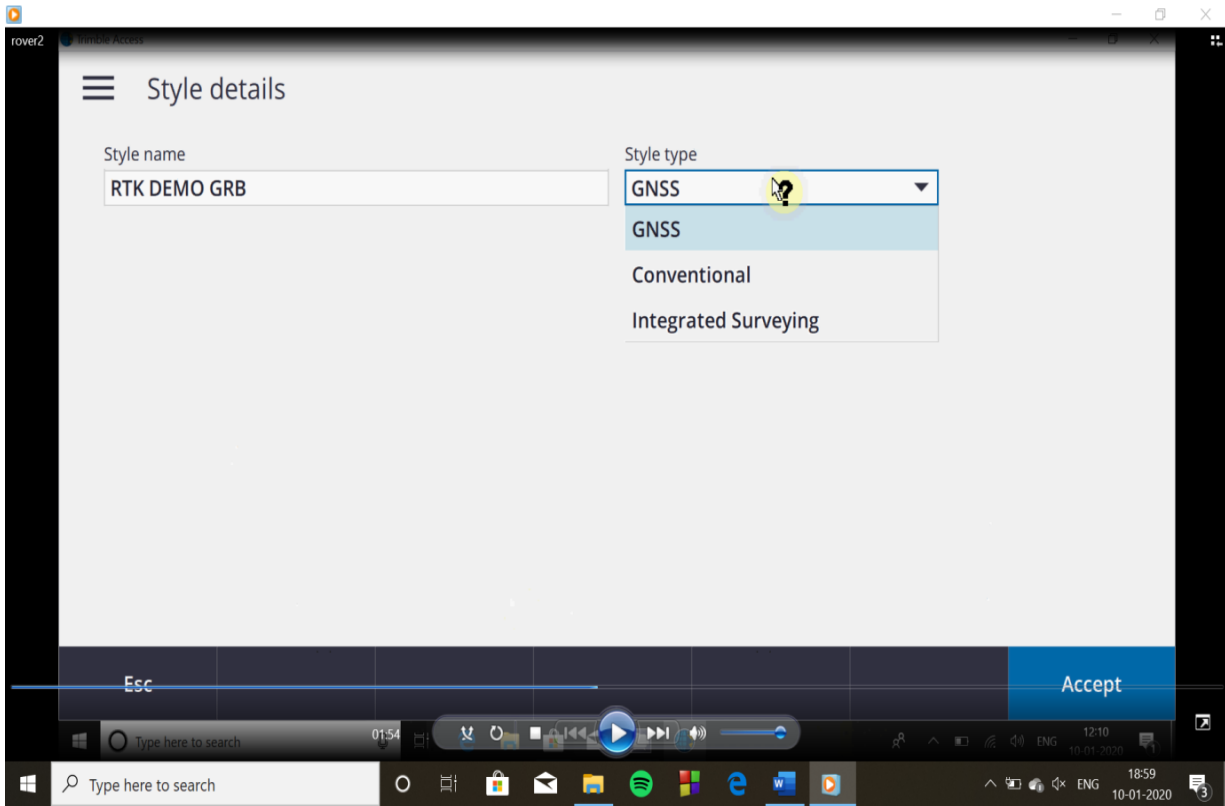 rover2
Trimble Access
Style details
Style name
Style type
RTK DEMO GRB
GNSS
GNSS
Conventional
Integrated Surveying
Esc
Accept
Type here to search
01:54
ENG
12:10
10-01-2020
Type here to search
ENG
18:59
10-01-2020
3